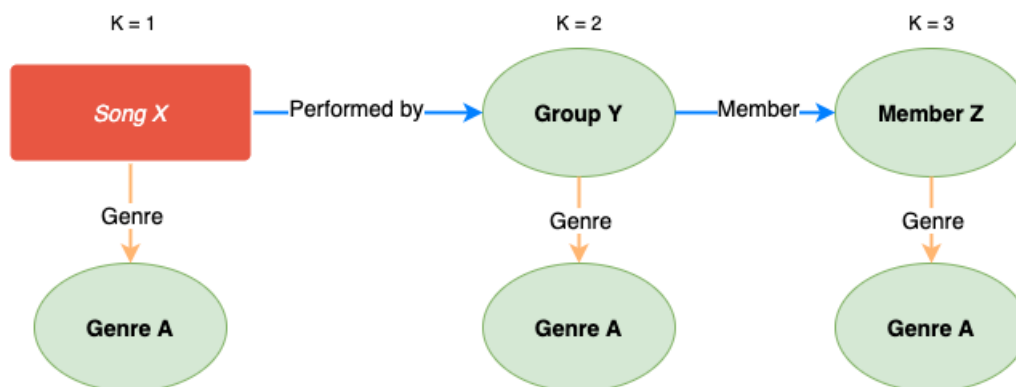 K = 1
K = 2
K = 3
Song X
Performed by
Group Y
Member
Member Z
Genre
Genre
Genre
Genre A
Genre A
Genre A